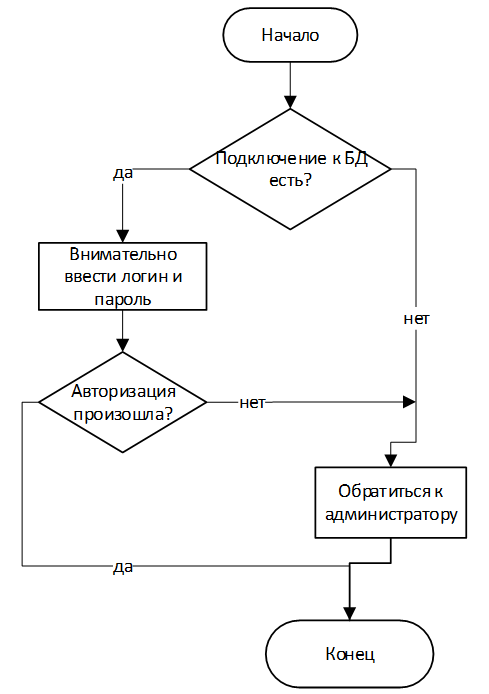 Начало
Подключение к БД
есть?
да
Внимательно
ввести логин и
пароль
нет
Авторизация
произошла?
нет
Обратиться к
администратору
да
Конец